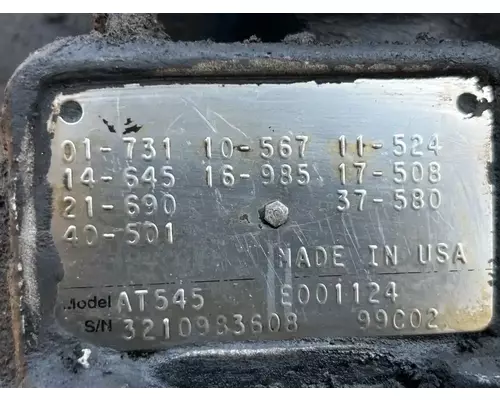 01-731 10-567 11-524
14-645 16-985 17-508
21-690 37-580
40-501
MADE IN USA
Model AT545 E001124
S/N 3210983608 99C02